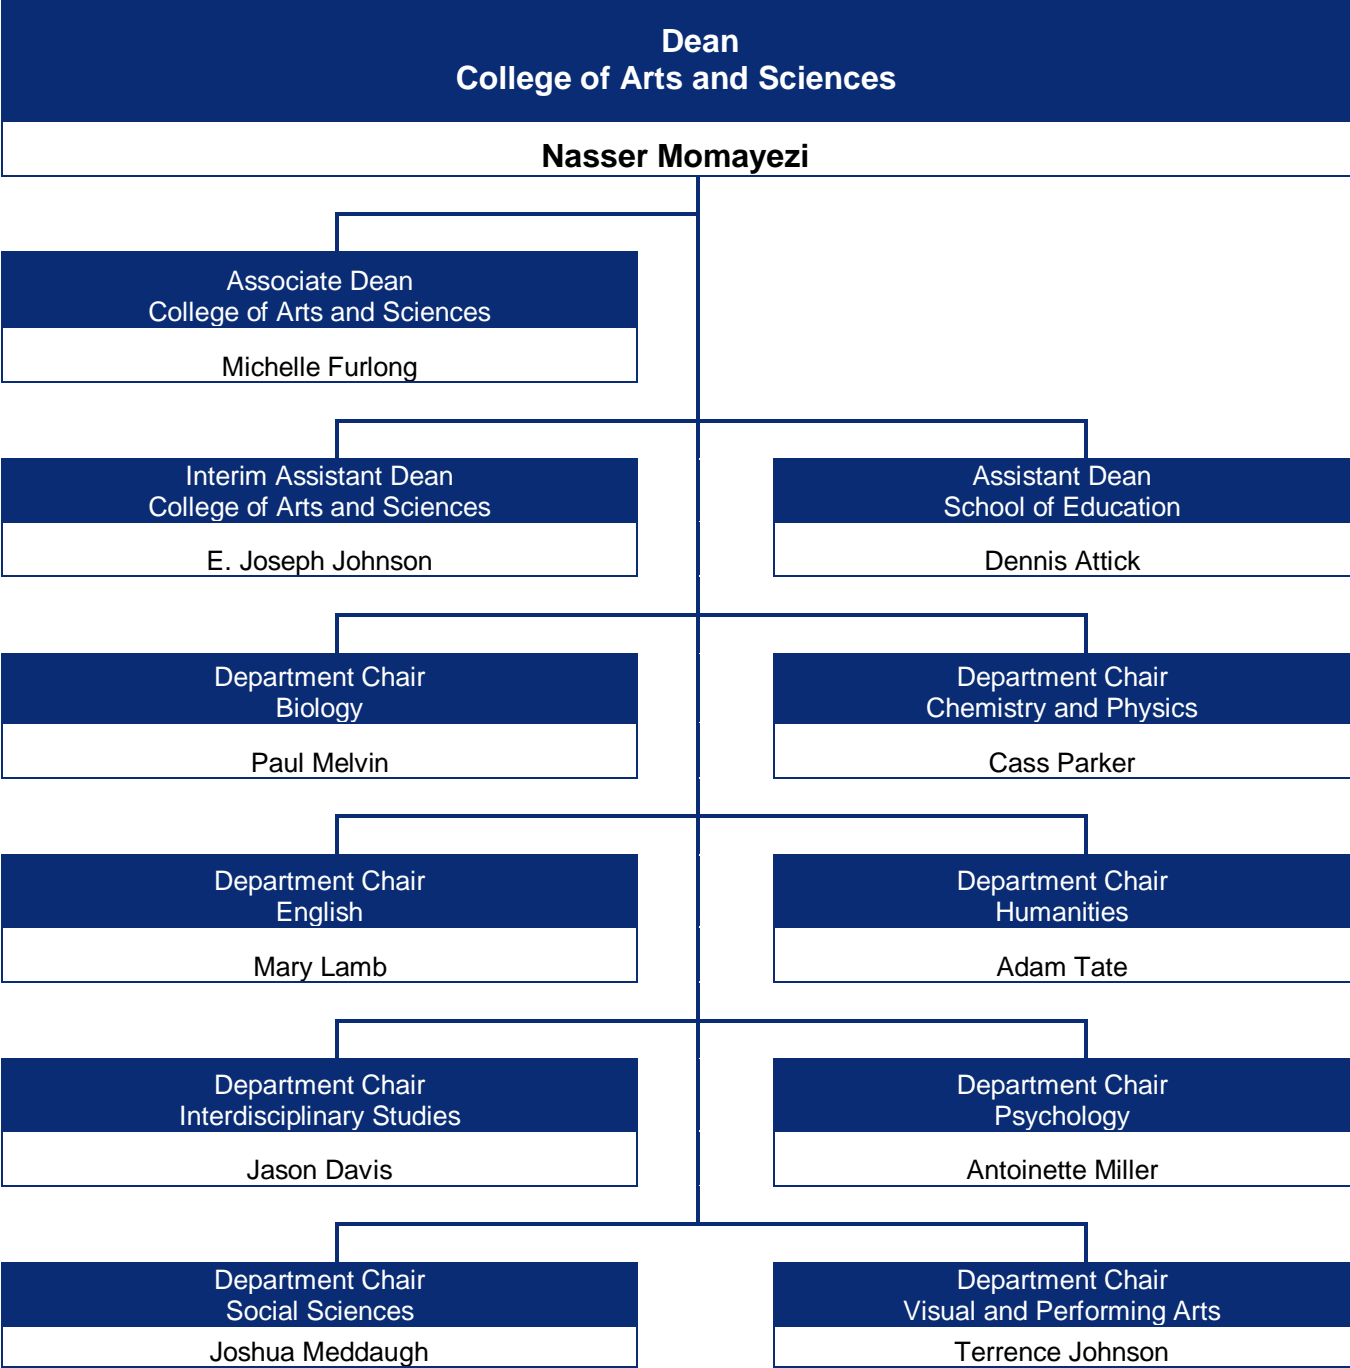 Dean
College of Arts and Sciences
Nasser Momayezi
Associate Dean
College of Arts and Sciences
Michelle Furlong
Interim Assistant Dean
College of Arts and Sciences
E. Joseph Johnson
Assistant Dean
School of Education
Dennis Attick
Department Chair
Biology
Paul Melvin
Department Chair
Chemistry and Physics
Cass Parker
Department Chair
English
Mary Lamb
Department Chair
Humanities
Adam Tate
Department Chair
Interdisciplinary Studies
Jason Davis
Department Chair
Psychology
Antoinette Miller
Department Chair
Social Sciences
Joshua Meddaugh
Department Chair
Visual and Performing Arts
Terrence Johnson